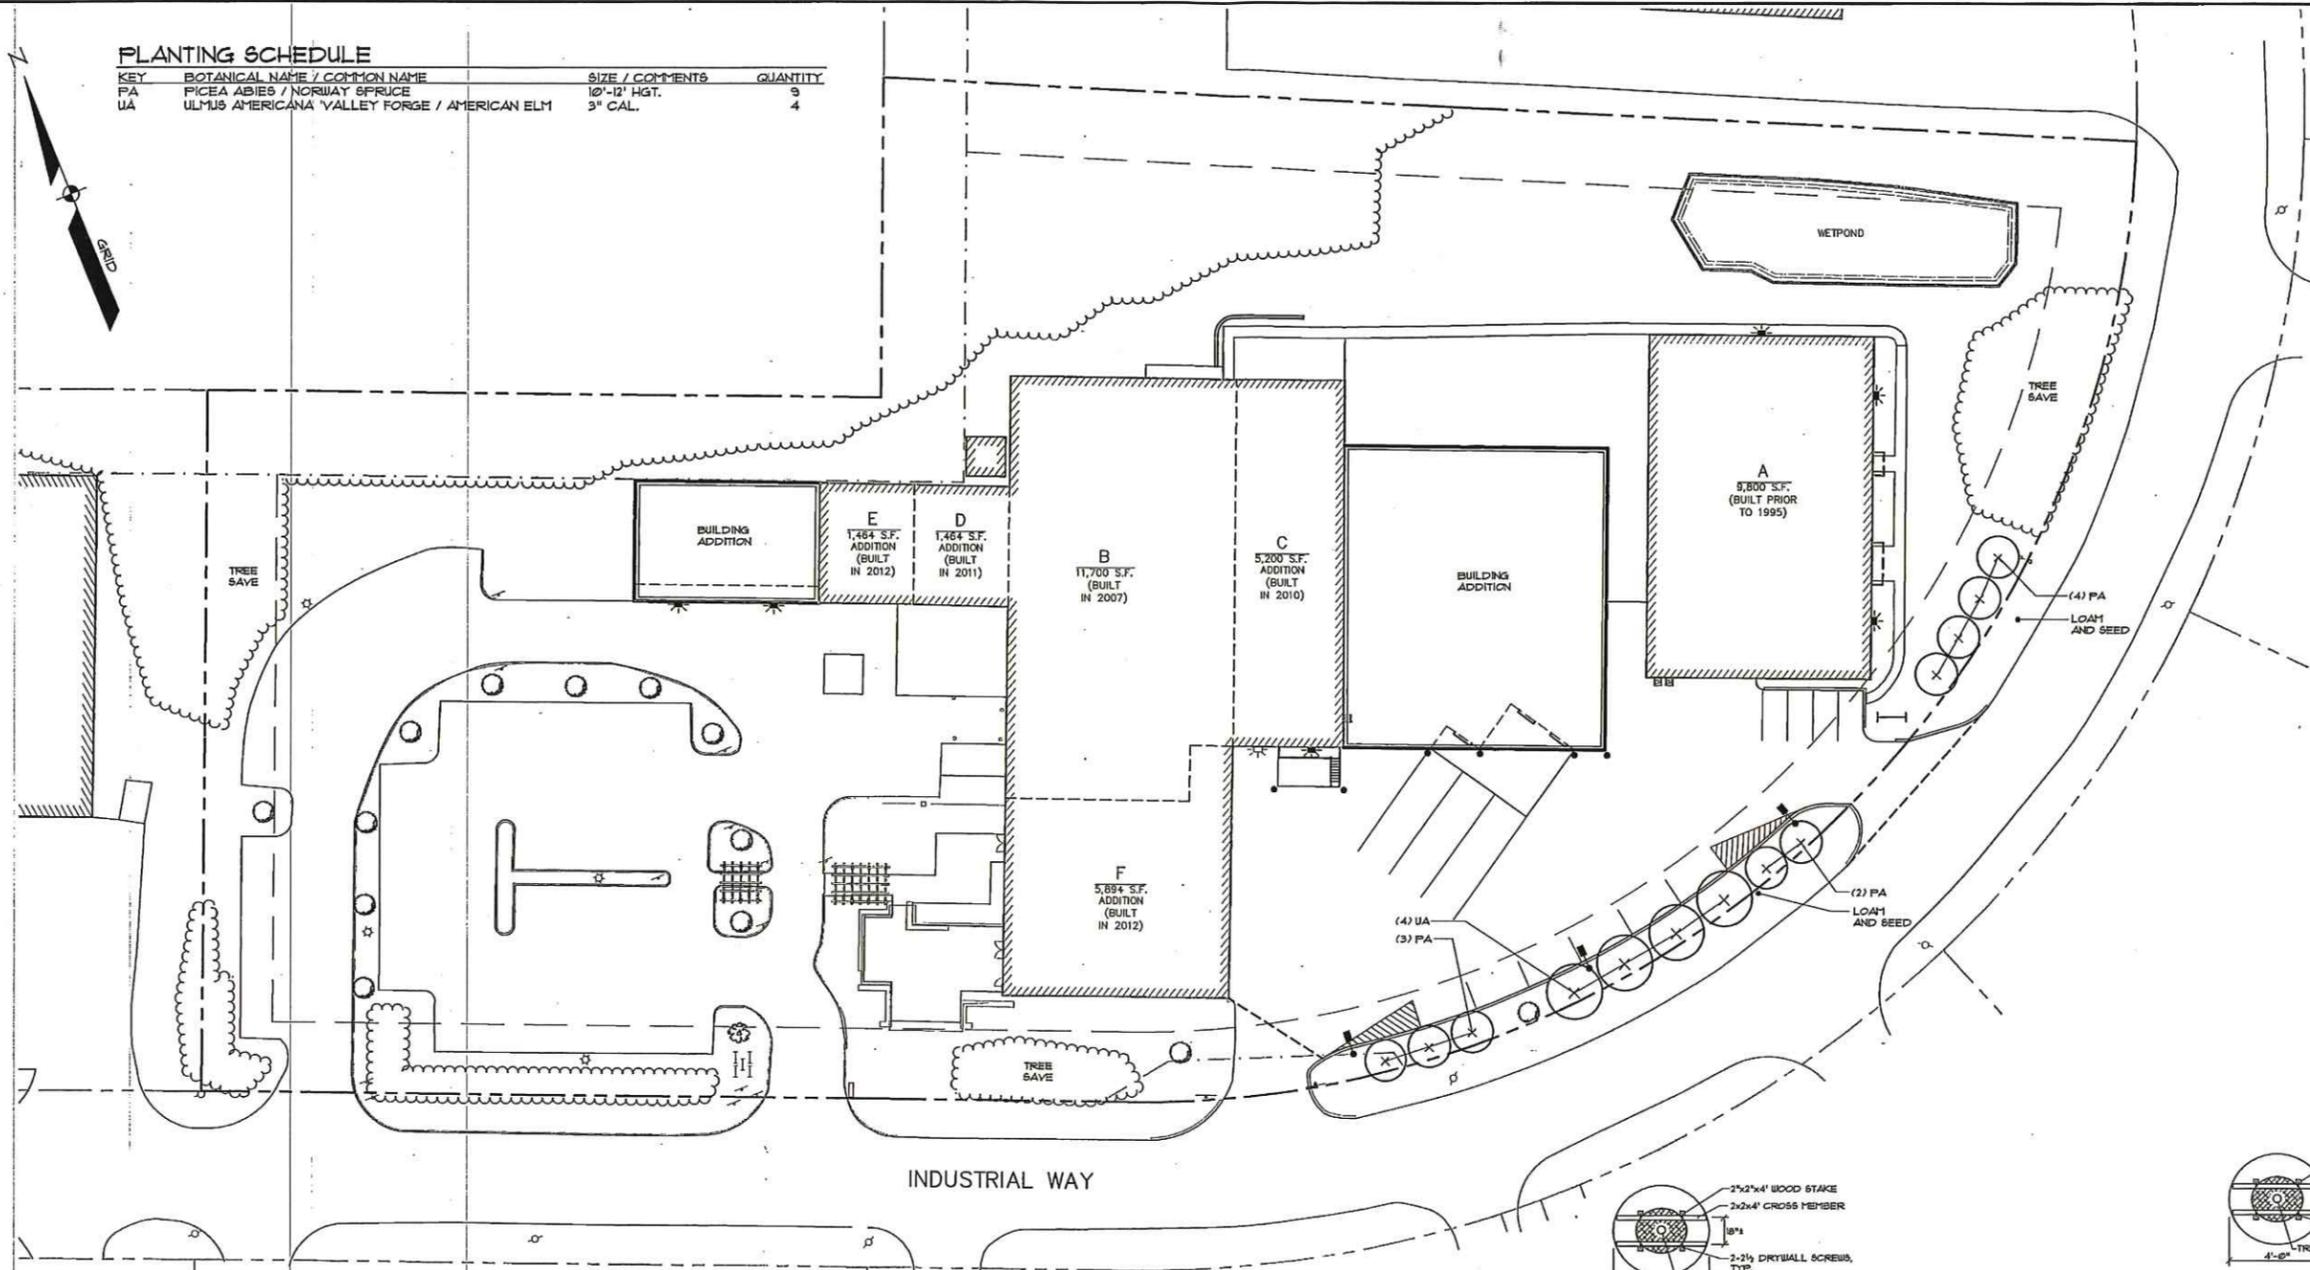 PLANTING SCHEDULE
KEY BOTANICAL NAME / COMMON NAME SIZE / COMMENTS QUANTITY
PA PICEA ABIES / NORWAY SPRUCE 10'-12' HGT. 9
UA ULMUS AMERICANA 'VALLEY FORGE / AMERICAN ELM 3" CAL. 4
N
GRID
WETPOND
TREE
SAVE
A
9,800 S.F.
(BUILT PRIOR
TO 1995)
BUILDING
ADDITION
E
1,464 S.F.
ADDITION
(BUILT
IN 2012)
D
1,464 S.F.
ADDITION
(BUILT
IN 2011)
B
11,700 S.F.
(BUILT
IN 2007)
C
5,200 S.F.
ADDITION
(BUILT
IN 2010)
BUILDING
ADDITION
TREE
SAVE
(4) PA
LOAM
AND SEED
F
5,894 S.F.
ADDITION
(BUILT
IN 2012)
(2) PA
LOAM
AND SEED
(4) UA
(3) PA
TREE
SAVE
INDUSTRIAL WAY
2"x2"x4' WOOD STAKE
2x2x4' CROSS MEMBER
18"±
2-2½ DRYWALL SCREWS,
TYP.
4'-0"